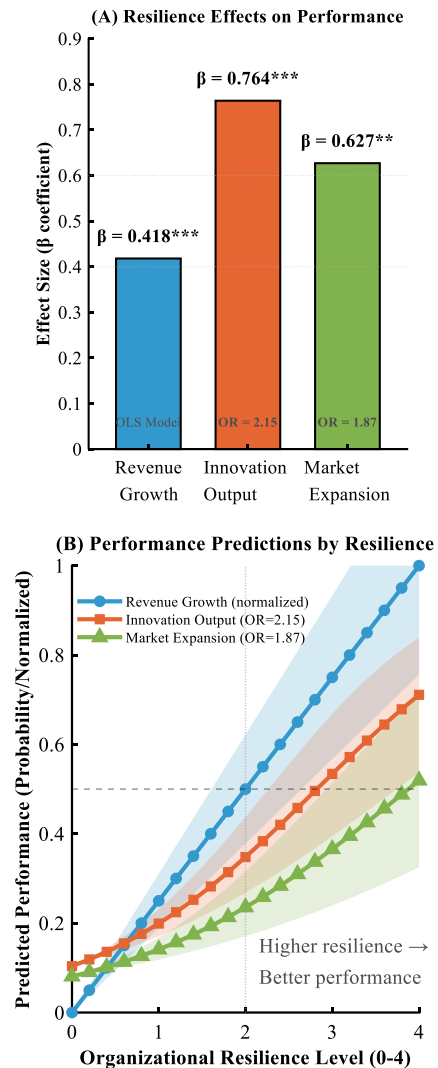 (A) Resilience Effects on Performance
Effect Size (β coefficient)
0.9
0.8
0.7
0.6
0.5
0.4
0.3
0.2
0.1
0
β = 0.418***
β = 0.764***
β = 0.627**
OLS Model
OR = 2.15
OR = 1.87
Revenue
Growth
Innovation
Output
Market
Expansion
(B) Performance Predictions by Resilience
Predicted Performance (Probability/Normalized)
1
0.8
0.6
0.4
0.2
0
Revenue Growth (normalized)
Innovation Output (OR=2.15)
Market Expansion (OR=1.87)
Higher resilience →
Better performance
0
1
2
3
4
Organizational Resilience Level (0-4)